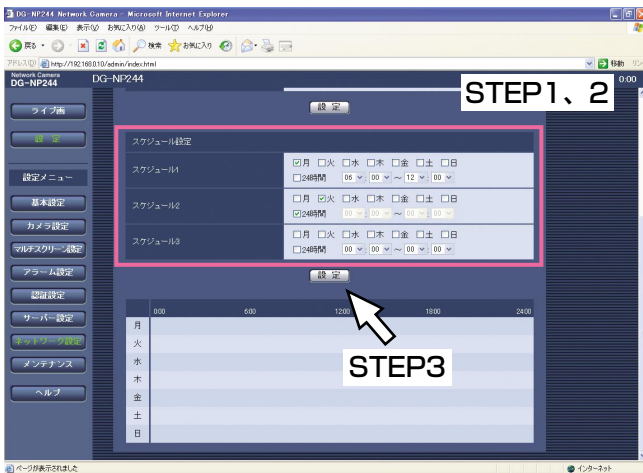 DG-NP244 Network Camera - Microsoft Internet Explorer
ファイル(F) 編集(E) 表示(V) お気に入り(A) ツール(T) ヘルプ(H)
戻る 検索 お気に入り
アドレス(D) http://192.168.0.10/admin/index.html 移動
Network Camera
DG-NP244
DG-NP244
0:00
STEP1、2
ライブ画
設 定
設定メニュー
基本設定
カメラ設定
マルチスクリーン設定
アラーム設定
認証設定
サーバー設定
ネットワーク設定
メンテナンス
ヘルプ
設 定
スケジュール設定
スケジュール1
月 火 水 木 金 土 日
24時間 06 : 00 ～ 12 : 00
スケジュール2
月 火 水 木 金 土 日
24時間 00 : 00 ～ 00 : 00
スケジュール3
月 火 水 木 金 土 日
24時間 00 : 00 ～ 00 : 00
設 定
STEP3
000 600 1200 1800 2400
月
火
水
木
金
土
日
ページが表示されました
インターネット